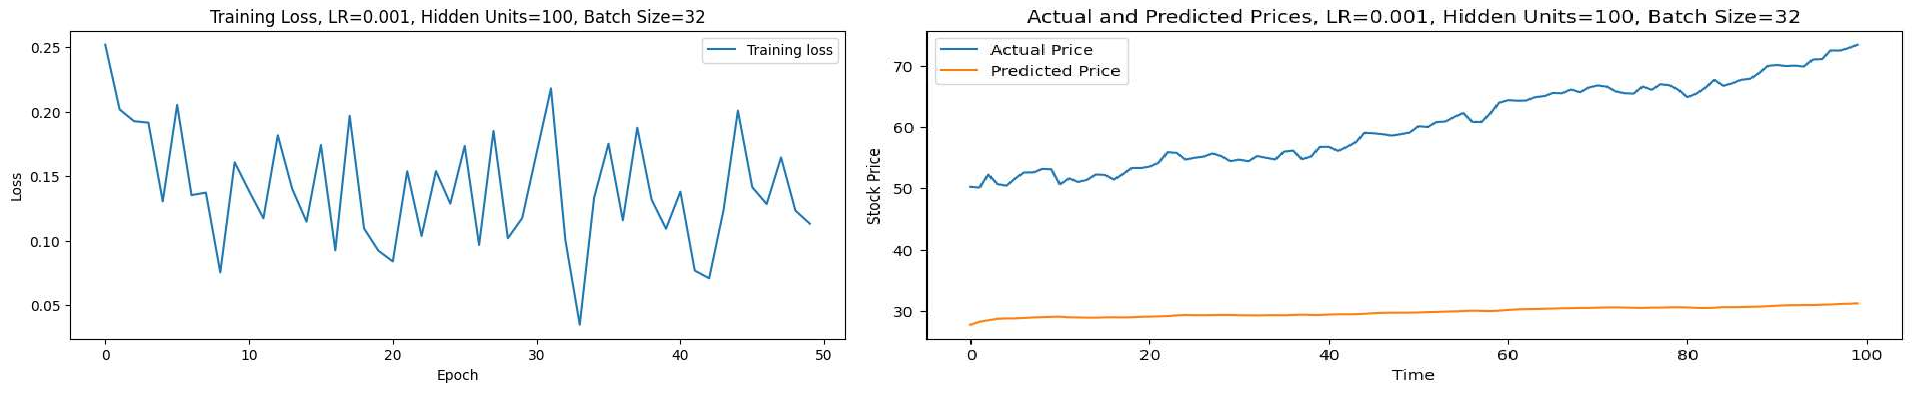 Training Loss, LR=0.001, Hidden Units=100, Batch Size=32
Training loss
0.25
0.20
0.15
0.10
0.05
Loss
0 10 20 30 40 50
Epoch
Actual and Predicted Prices, LR=0.001, Hidden Units=100, Batch Size=32
Actual Price
Predicted Price
70
60
50
40
30
Stock Price
0 20 40 60 80 100
Time